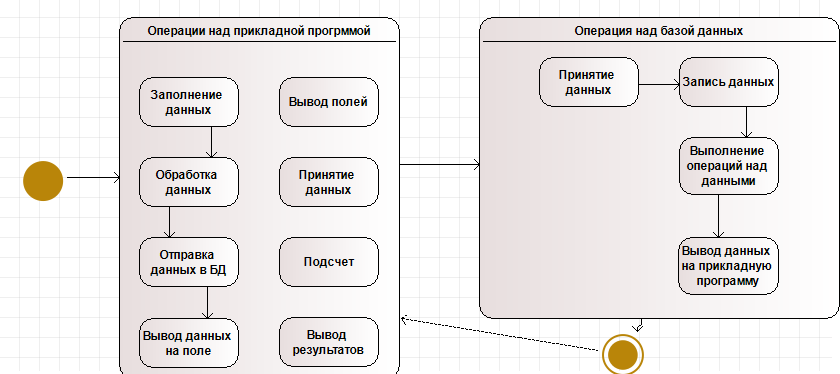 Операции над прикладной прогрммой
Заполнение
данных
Вывод полей
Обработка
данных
Принятие
данных
Отправка
данных в БД
Подсчет
Вывод данных
на поле
Вывод
результатов
Операция над базой данных
Принятие
данных
Запись данных
Выполнение
операций над
данными
Вывод данных
на прикладную
программу